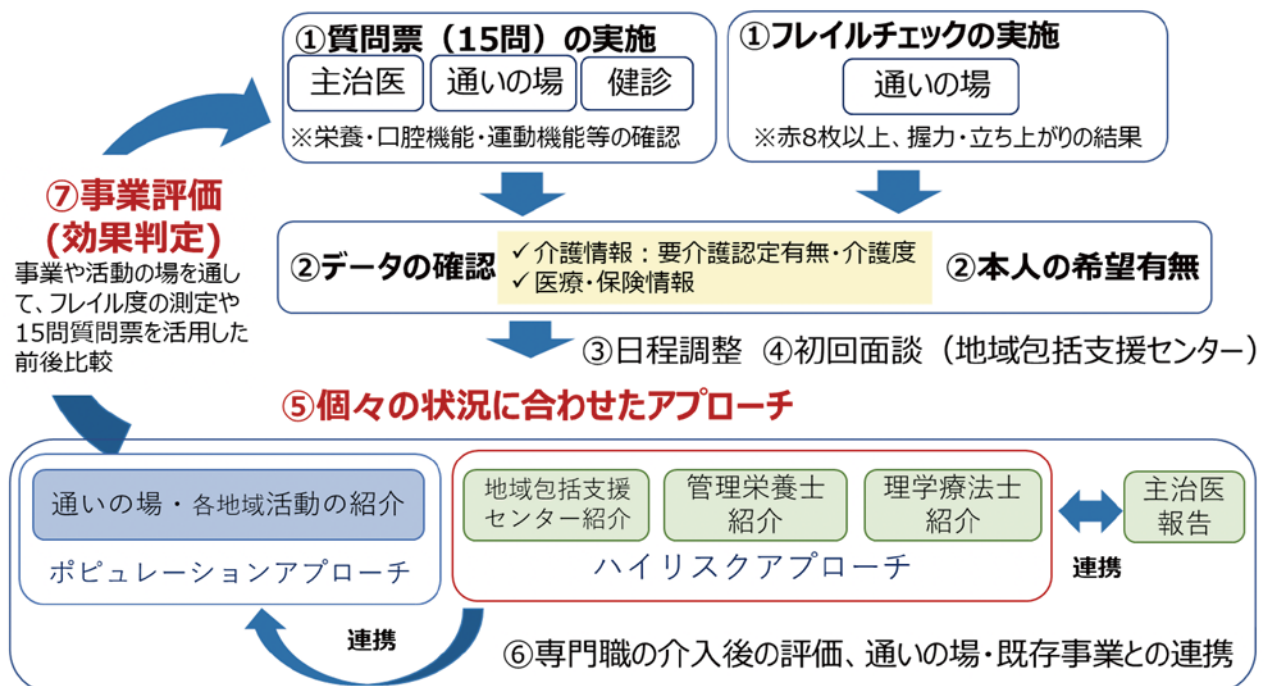 ①質問票（15問）の実施
主治医
通いの場
健診
※栄養・口腔機能・運動機能等の確認
①フレイルチェックの実施
通いの場
※赤8枚以上、握力・立ち上がりの結果
②データの確認
✓介護情報：要介護認定有無・介護度
✓医療・保険情報
②本人の希望有無
③日程調整 ④初回面談（地域包括支援センター）
⑦事業評価
(効果判定)
事業や活動の場を通し
て、フレイル度の測定や
15問質問票を活用した
前後比較
⑤個々の状況に合わせたアプローチ
通いの場・各地域活動の紹介
ポピュレーションアプローチ
地域包括支援
センター紹介
管理栄養士
紹介
理学療法士
紹介
ハイリスクアプローチ
連携
主治医
報告
連携
⑥専門職の介入後の評価、通いの場・既存事業との連携